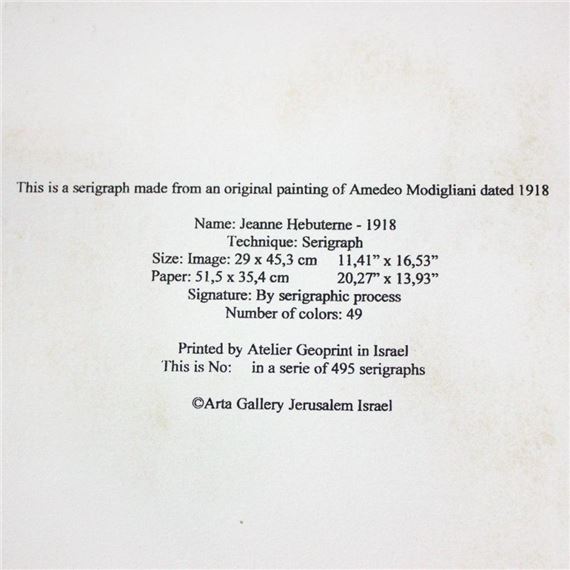 This is a serigraph made from an original painting of Amedeo Modigliani dated 1918
Name: Jeanne Hebuterne - 1918
Technique: Serigraph
Size: Image: 29 x 45,3 cm 11,41” x 16,53”
Paper: 51,5 x 35,4 cm 20,27” x 13,93”
Signature: By serigraphic process
Number of colors: 49
Printed by Atelier Geoprint in Israel
This is No: in a serie of 495 serigraphs
©Arta Gallery Jerusalem Israel